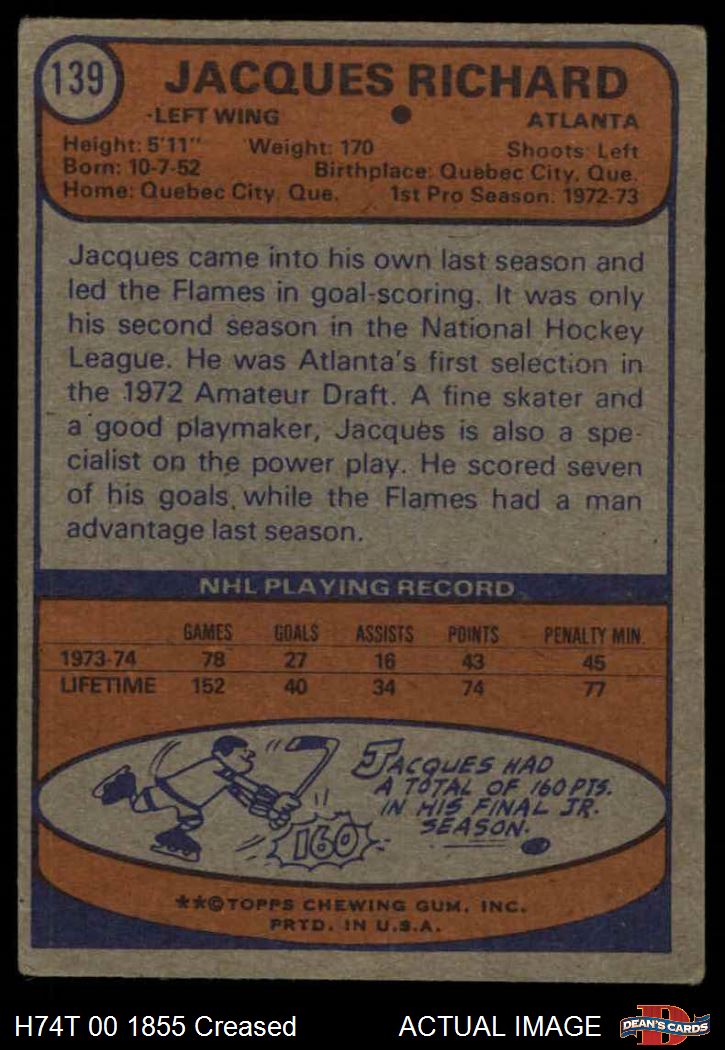 139
JACQUES RICHARD
LEFT WING ATLANTA
Height: 5'11" Weight: 170 Shoots: Left
Born: 10-7-52 Birthplace: Quebec City, Que.
Home: Quebec City, Que. 1st Pro Season: 1972-73
Jacques came into his own last season and
led the Flames in goal-scoring. It was only
his second season in the National Hockey
League. He was Atlanta's first selection in
the 1972 Amateur Draft. A fine skater and
a good playmaker, Jacques is also a spe-
cialist on the power play. He scored seven
of his goals while the Flames had a man
advantage last season.
NHL PLAYING RECORD
GAMES GOALS ASSISTS POINTS PENALTY MIN.
1973-74 78 27 16 43 45
LIFETIME 152 40 34 74 77
JACQUES HAD
A TOTAL OF 160 PTS.
IN HIS FINAL JR.
SEASON.
160
**©TOPPS CHEWING GUM, INC.
PRTD. IN U.S.A.
H74T 00 1855 Creased ACTUAL IMAGE
D
DEAN'S CARDS